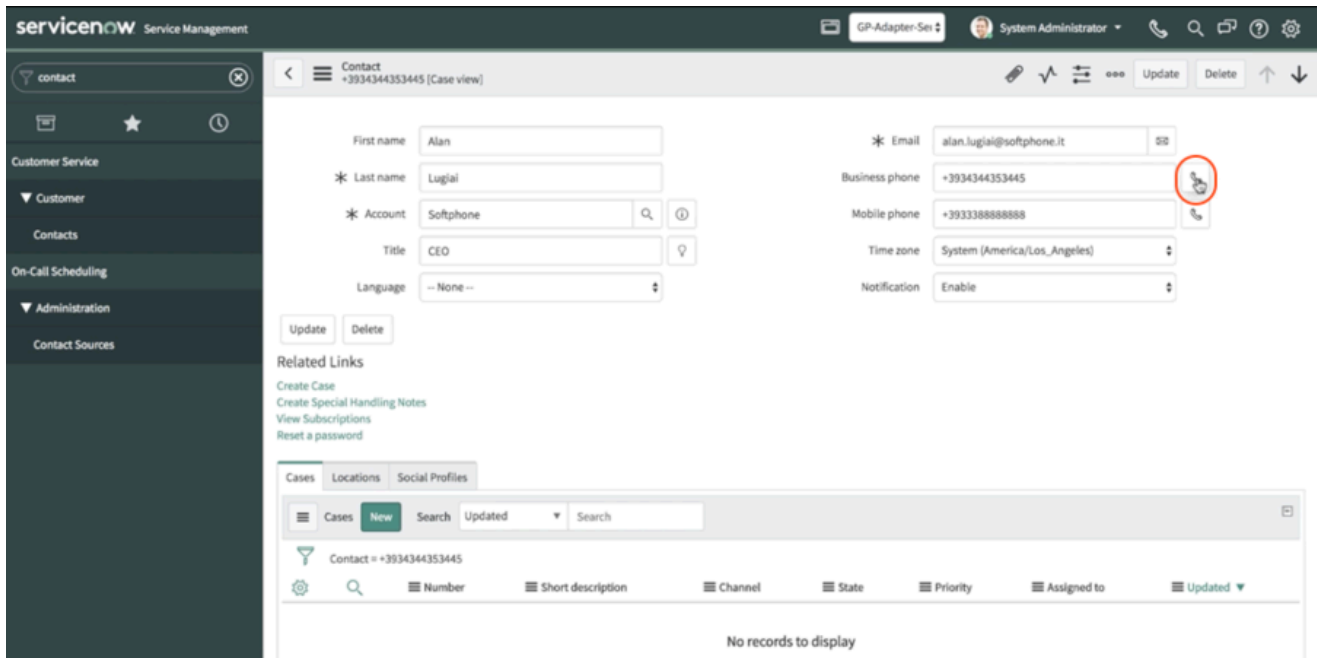 servicenow Service Management
GP-Adapter-Ser
System Administrator
contact
Customer Service
Customer
Contacts
On-Call Scheduling
Administration
Contact Sources
Contact
+3934344353445 [Case view]
Update Delete
First name Alan
Last name Lugiai
Account Softphone
Title CEO
Language -- None --
Email alan.lugiai@softphone.it
Business phone +3934344353445
Mobile phone +3933388888888
Time zone System (America/Los_Angeles)
Notification Enable
Update Delete
Related Links
Create Case
Create Special Handling Notes
View Subscriptions
Reset a password
Cases Locations Social Profiles
Cases New Search Updated Search
Contact = +3934344353445
Number Short description Channel State Priority Assigned to Updated
No records to display